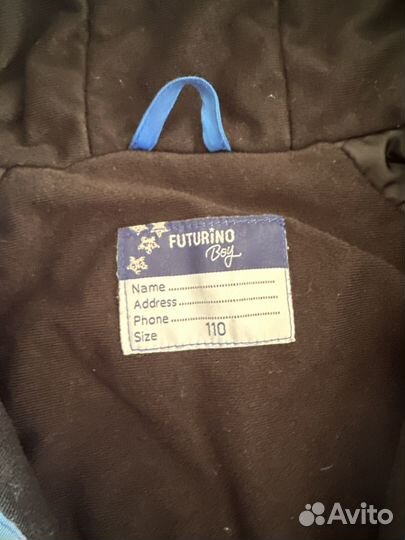 FUTURINO
Boy
Name..............................
Address.........................
Phone............................
Size 110
Avito